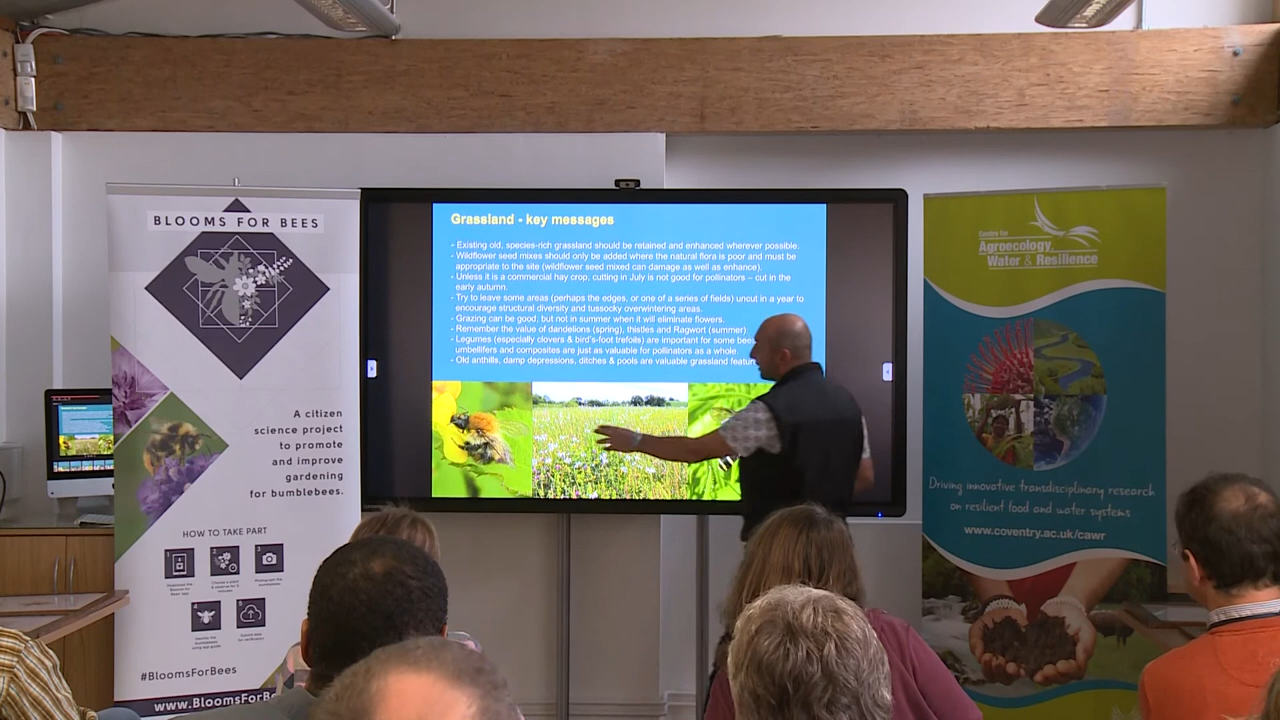 BLOOMS FOR BEES
A citizen
science project
to promote
and improve
gardening
for bumblebees.
HOW TO TAKE PART
#BloomsForBees
www.BloomsForBe
Grassland - key messages
- Existing old, species-rich grassland should be retained and enhanced wherever possible.
- Wildflower seed mixes should only be added where the natural flora is poor and must be
appropriate to the site (wildflower seed mixed can damage as well as enhance).
- Unless it is a commercial hay crop, cutting in July is not good for pollinators – cut in the
early autumn.
- Try to leave some areas (perhaps the edges, or one of a series of fields) uncut in a year to
encourage structural diversity and tussocky overwintering areas.
- Grazing can be good, but not in summer when it will eliminate flowers.
- Remember the value of dandelions (spring), thistles and Ragwort (summer)
- Legumes (especially clovers & bird's-foot trefoils) are important for some bee
umbellifers and composites are just as valuable for pollinators as a whole.
- Old anthills, damp depressions, ditches & pools are valuable grassland featur
Centre for
Agroecology,
Water & Resilience
Driving innovative transdisciplinary research
on resilient food and water systems
www.coventry.ac.uk/cawr